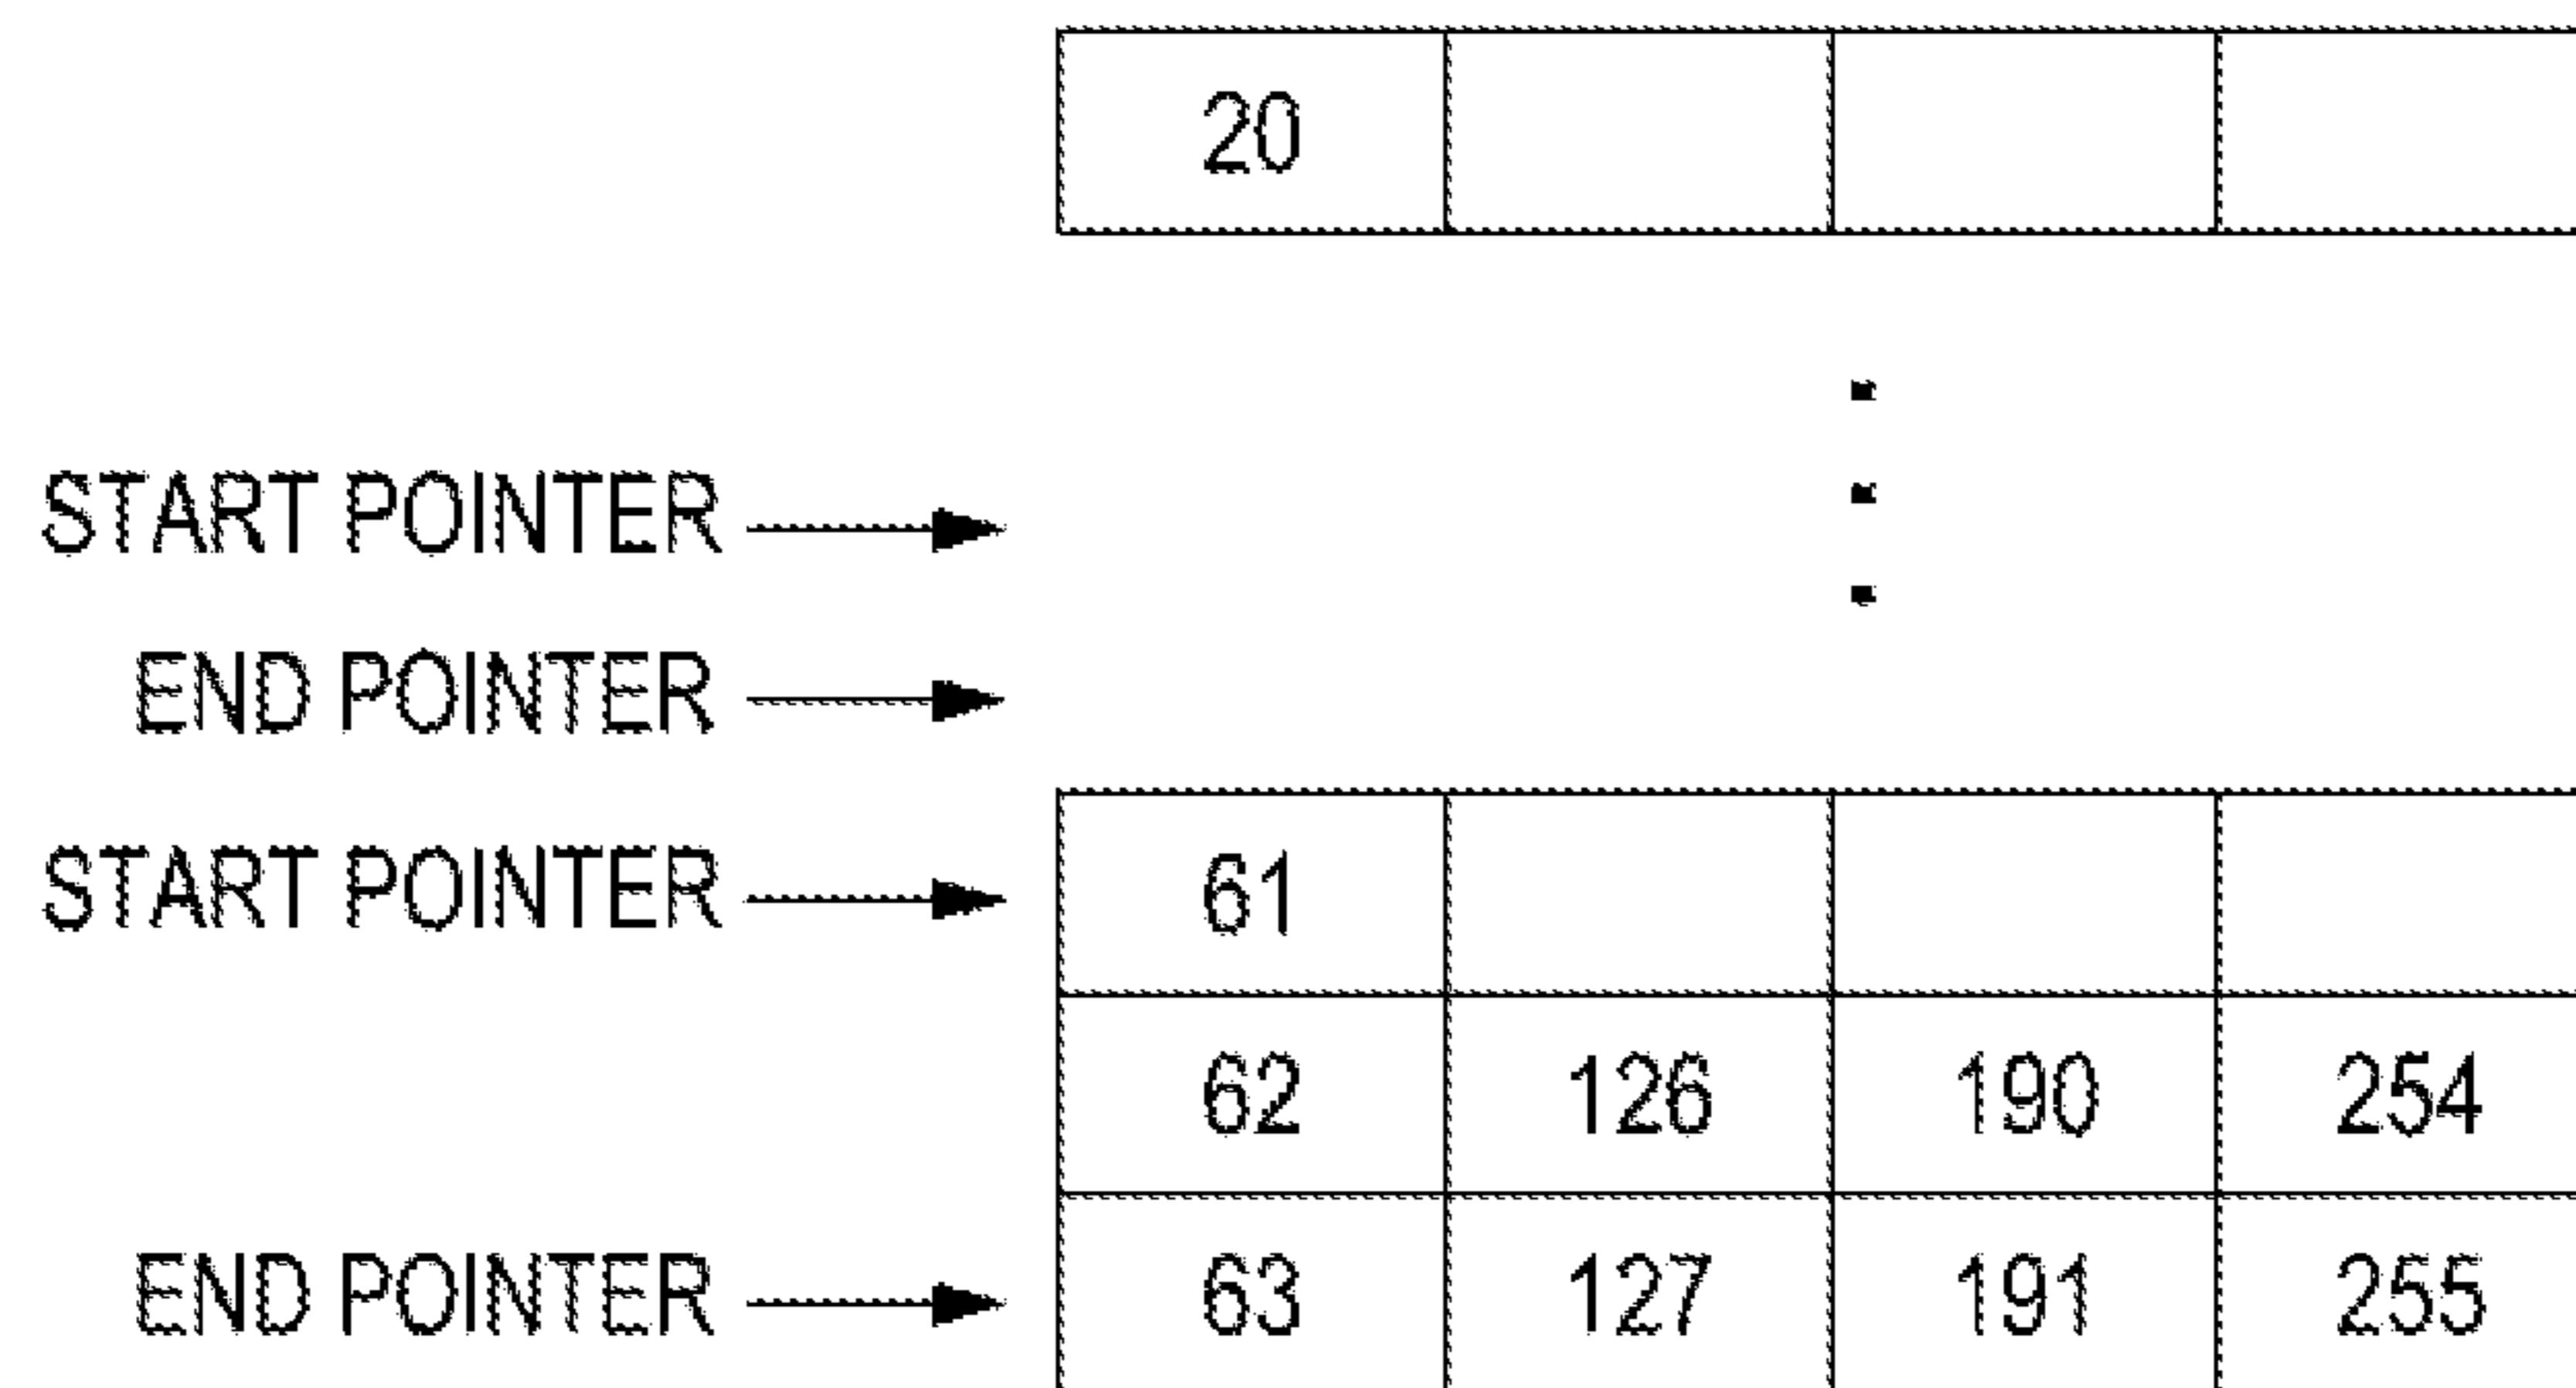 20
START POINTER
END POINTER
START POINTER 61
62 126 190 254
END POINTER 63 127 191 255